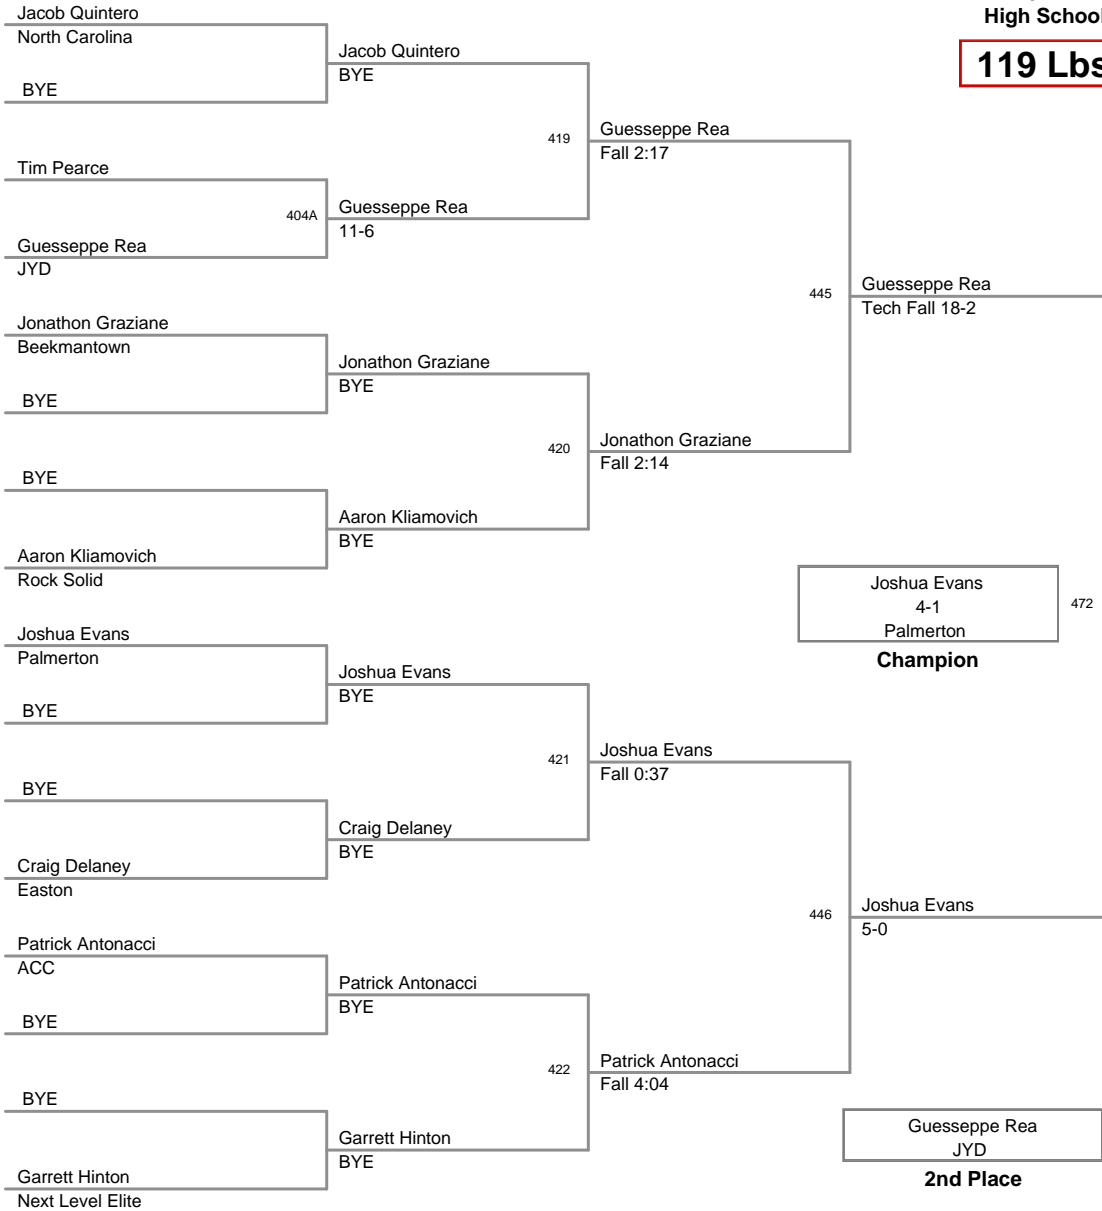 Jacob Quintero
North Carolina
BYE
Tim Pearce
Guesseppe Rea
JYD
Jonathon Graziane
Beekmantown
BYE
BYE
Aaron Kliamovich
Rock Solid
Joshua Evans
Palmerton
BYE
BYE
Craig Delaney
Easton
Patrick Antonacci
ACC
BYE
BYE
Garrett Hinton
Next Level Elite
Jacob Quintero
BYE
404A
Guesseppe Rea
11-6
Jonathon Graziane
BYE
Aaron Kliamovich
BYE
Joshua Evans
BYE
Craig Delaney
BYE
Patrick Antonacci
BYE
Garrett Hinton
BYE
419
Guesseppe Rea
Fall 2:17
420
Jonathon Graziane
Fall 2:14
421
Joshua Evans
Fall 0:37
422
Patrick Antonacci
Fall 4:04
445
Guesseppe Rea
Tech Fall 18-2
446
Joshua Evans
5-0
High School
119 Lbs
Joshua Evans
4-1
Palmerton
472
Champion
Guesseppe Rea
JYD
2nd Place